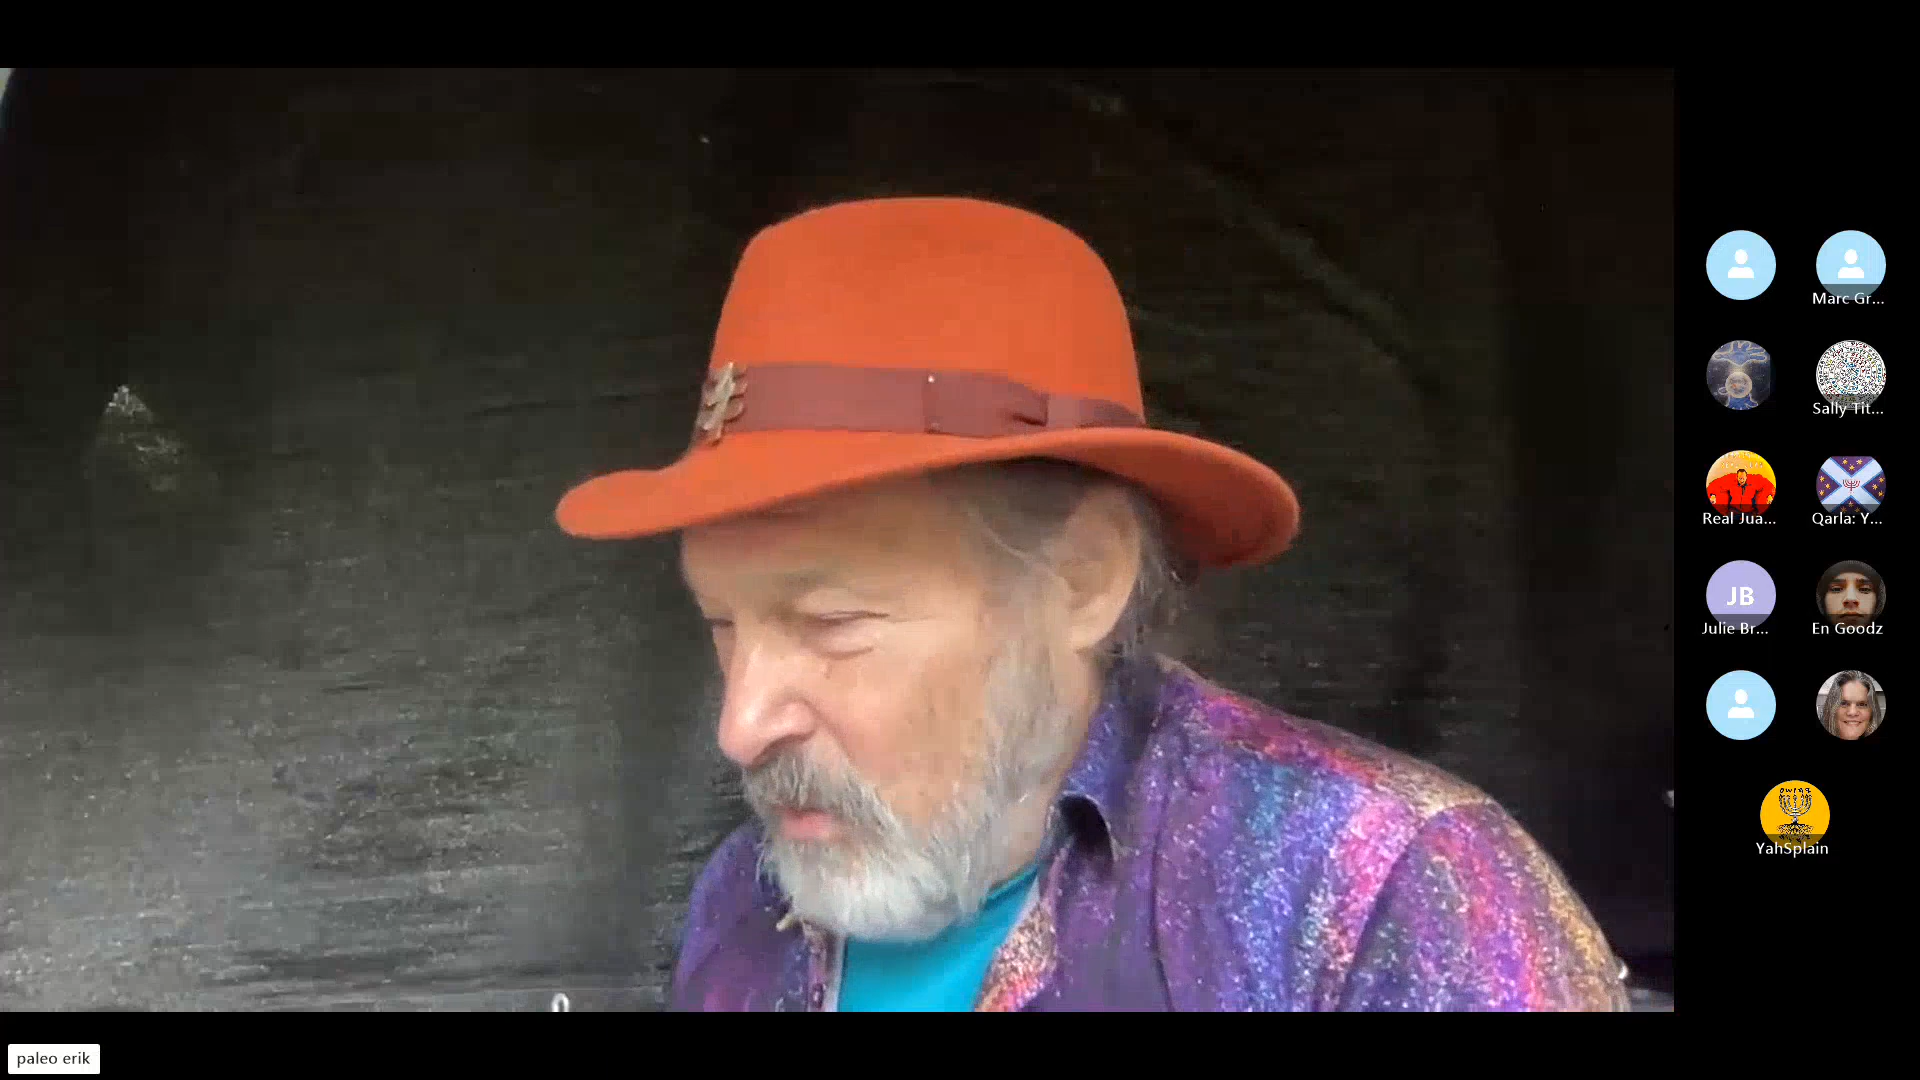 Marc Gr...
Sally Tit...
Real Jua...
Qarla: Y...
JB
Julie Br...
En Goodz
YahSplain
paleo erik